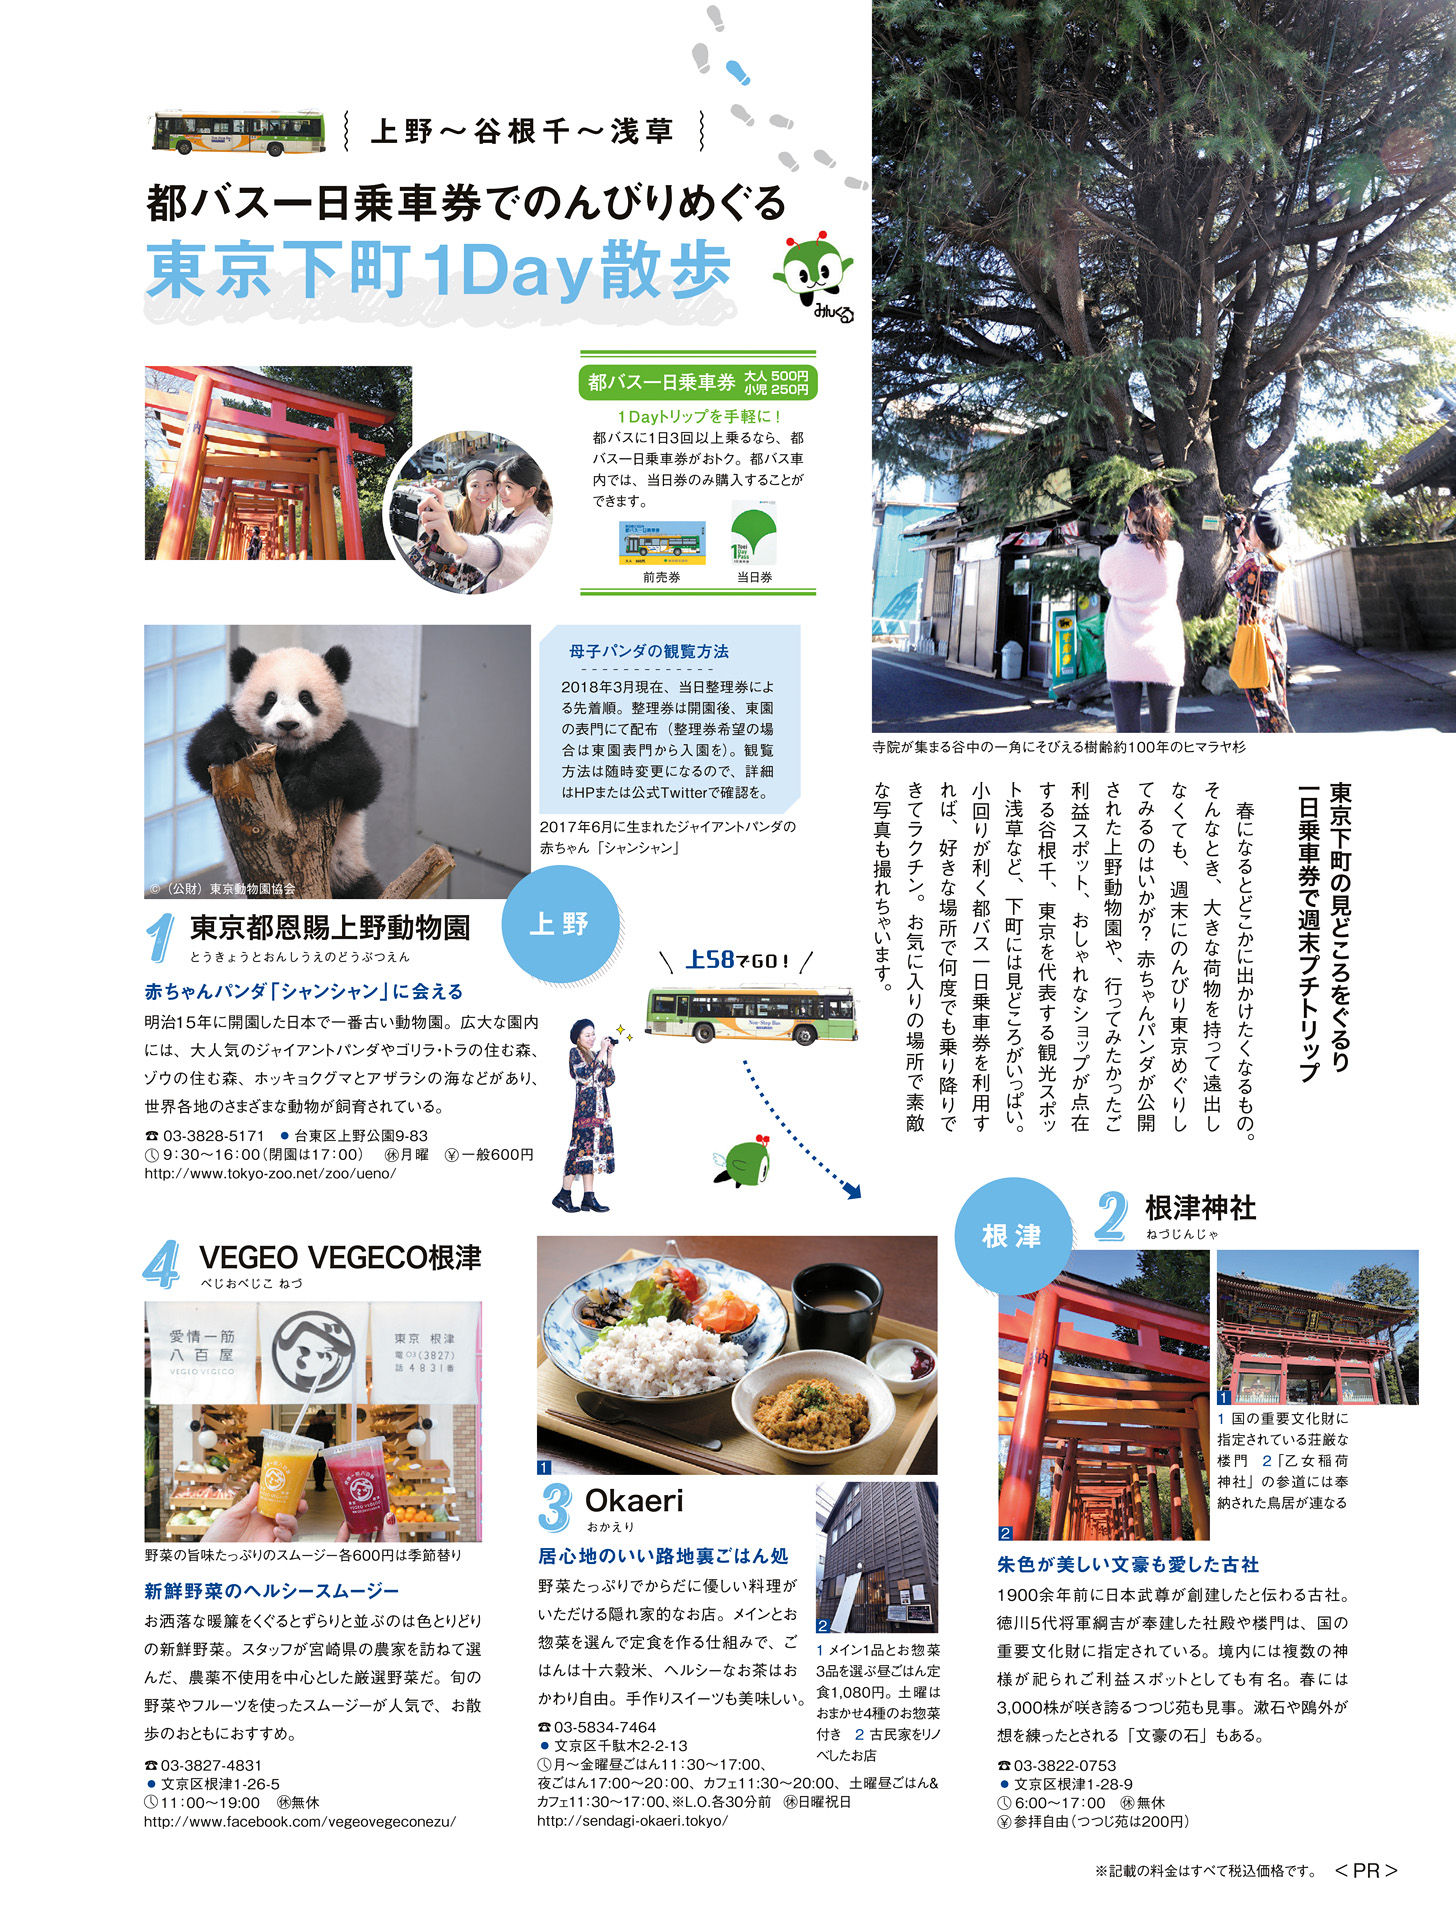 上野〜谷根千〜浅草
都バス一日乗車券でのんびりめぐる
東京下町1Day散歩
みんくる
都バス一日乗車券 大人 500円
小児 250円
1Dayトリップを手軽に!
都バスに1日3回以上乗るなら、都
バス一日乗車券がおトク。都バス車
内では、当日券のみ購入することが
できます。
都バス一日乗車券
1 Toei
Day
Pass
前売券
当日券
寺院が集まる谷中の一角にそびえる樹齢約100年のヒマラヤ杉
東京下町の見どころをぐるり
一日乗車券で週末プチトリップ
春になるとどこかに出かけたくなるもの。
そんなとき、大きな荷物を持って遠出し
なくても、週末にのんびり東京めぐりし
てみるのはいかが? 赤ちゃんパンダが公開
された上野動物園や、行ってみたかったご
利益スポット、おしゃれなショップが点在
する谷根千、東京を代表する観光スポッ
ト浅草など、下町には見どころがいっぱい。
小回りが利く都バス一日乗車券を利用す
れば、好きな場所で何度でも乗り降りで
きてラクチン。お気に入りの場所で素敵
な写真も撮れちゃいます。
母子パンダの観覧方法
2018年3月現在、当日整理券によ
る先着順。整理券は開園後、東園
の表門にて配布(整理券希望の場
合は東園表門から入園を)。観覧
方法は随時変更になるので、詳細
はHPまたは公式Twitterで確認を。
2017年6月に生まれたジャイアントパンダの
赤ちゃん「シャンシャン」
©(公財)東京動物園協会
上野
1 東京都恩賜上野動物園
とうきょうとおんしうえのどうぶつえん
赤ちゃんパンダ「シャンシャン」に会える
明治15年に開園した日本で一番古い動物園。広大な園内
には、大人気のジャイアントパンダやゴリラ・トラの住む森、
ゾウの住む森、ホッキョクグマとアザラシの海などがあり、
世界各地のさまざまな動物が飼育されている。
☎ 03-3828-5171 ● 台東区上野公園9-83
9:30〜16:00(閉園は17:00) 休月曜 ¥一般600円
http://www.tokyo-zoo.net/zoo/ueno/
上58でGO!
Non-Step Bus
根津
2 根津神社
ねづじんじゃ
納
1
2
1 国の重要文化財に
指定されている荘厳な
楼門 2「乙女稲荷
神社」の参道には奉
納された鳥居が連なる
朱色が美しい文豪も愛した古社
1900余年前に日本武尊が創建したと伝わる古社。
徳川5代将軍綱吉が奉建した社殿や楼門は、国の
重要文化財に指定されている。境内には複数の神
様が祀られご利益スポットとしても有名。春には
3,000株が咲き誇るつつじ苑も見事。漱石や鴎外が
想を練ったとされる「文豪の石」もある。
☎03-3822-0753
● 文京区根津1-28-9
6:00〜17:00 休無休
¥参拝自由(つつじ苑は200円)
1
3 Okaeri
おかえり
居心地のいい路地裏ごはん処
野菜たっぷりでからだに優しい料理が
いただける隠れ家的なお店。メインとお
惣菜を選んで定食を作る仕組みで、ご
はんは十六穀米、ヘルシーなお茶はお
かわり自由。手作りスイーツも美味しい。
☎03-5834-7464
● 文京区千駄木2-2-13
月〜金曜昼ごはん11:30〜17:00、
夜ごはん17:00〜20:00、カフェ11:30〜20:00、土曜昼ごはん&
カフェ11:30〜17:00、※L.O.各30分前 休日曜祝日
http://sendagi-okaeri.tokyo/
2
1 メイン1品とお惣菜
3品を選ぶ昼ごはん定
食1,080円。土曜は
おまかせ4種のお惣菜
付き 2 古民家をリノ
ベしたお店
4 VEGEO VEGECO根津
べじおべじこ ねづ
愛情一筋
八百屋
VEGEO VEGECO
ベジ
東京 根津
電03(3827)
話4831番
VEGEO VEGECO
VEGEO VEGECO
野菜の旨味たっぷりのスムージー各600円は季節替り
新鮮野菜のヘルシースムージー
お洒落な暖簾をくぐるとずらりと並ぶのは色とりどり
の新鮮野菜。スタッフが宮崎県の農家を訪ねて選
んだ、農薬不使用を中心とした厳選野菜だ。旬の
野菜やフルーツを使ったスムージーが人気で、お散
歩のおともにおすすめ。
☎03-3827-4831
● 文京区根津1-26-5
11:00〜19:00 休無休
http://www.facebook.com/vegeovegeconezu/
※記載の料金はすべて税込価格です。 <PR>